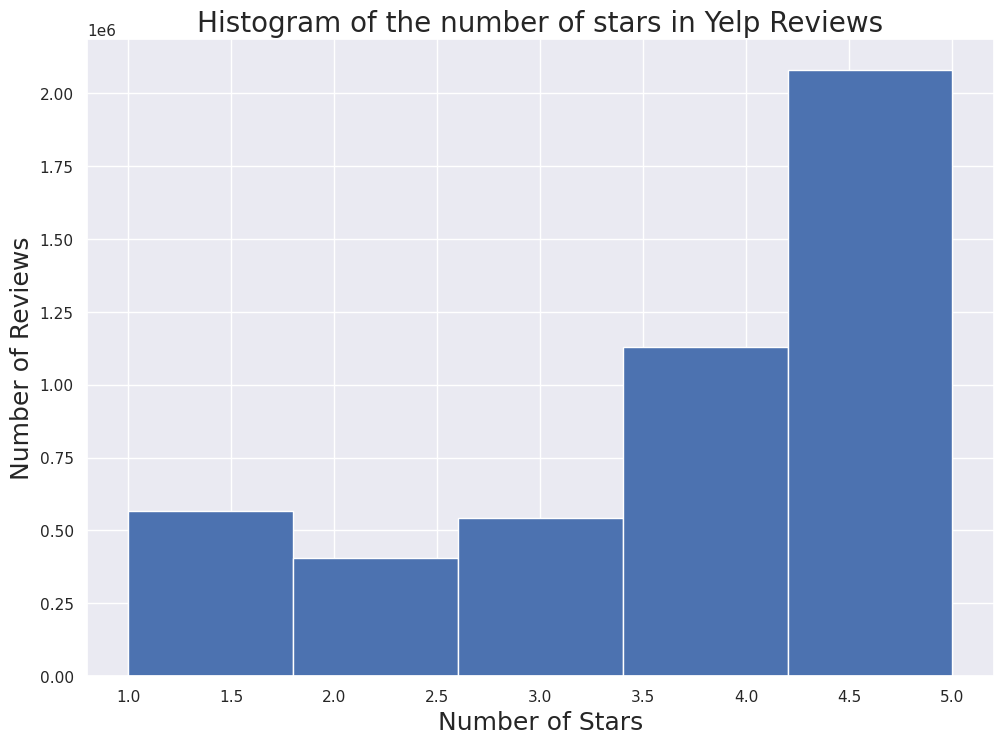 Histogram of the number of stars in Yelp Reviews
1e6
2.00
1.75
1.50
1.25
1.00
0.75
0.50
0.25
0.00
Number of Reviews
1.0 1.5 2.0 2.5 3.0 3.5 4.0 4.5 5.0
Number of Stars